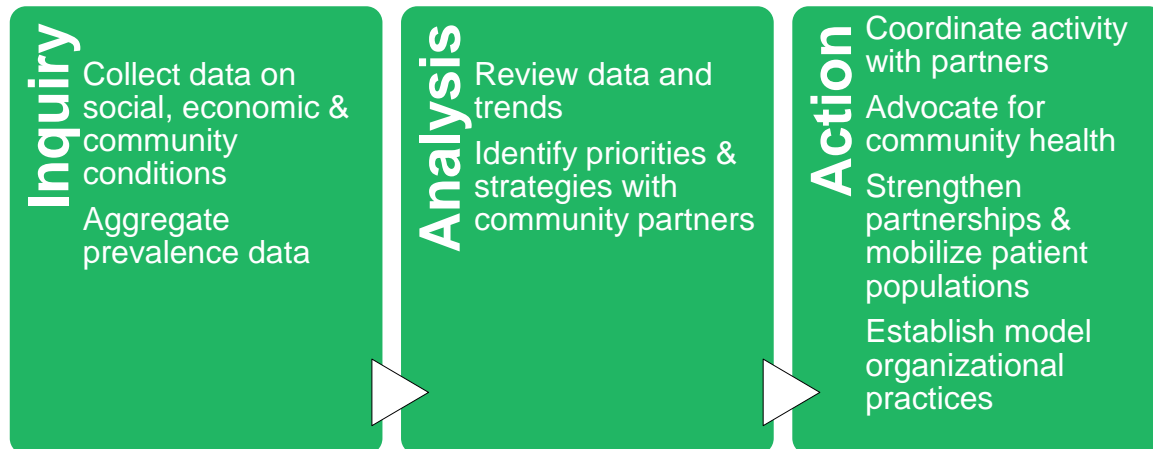 Inquiry
Collect data on
social, economic &
community
conditions
Aggregate
prevalence data
Analysis
Review data and
trends
Identify priorities &
strategies with
community partners
Action
Coordinate activity
with partners
Advocate for
community health
Strengthen
partnerships &
mobilize patient
populations
Establish model
organizational
practices